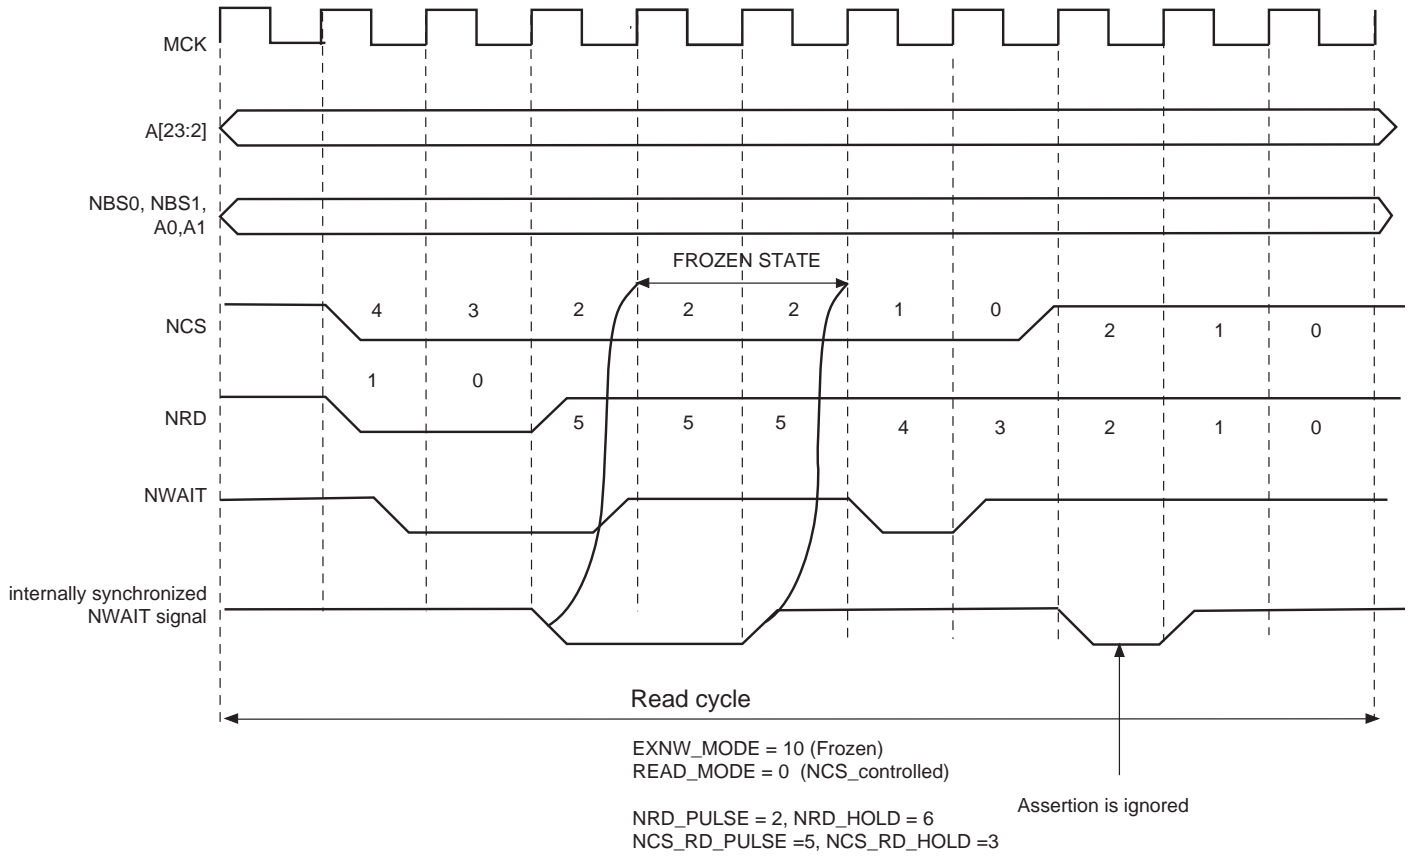 MCK
A[23:2]
NBS0, NBS1,
A0,A1
FROZEN STATE
4 3 2 2 2 1 0
NCS
2 1 0
1 0
NRD
5 5 5 4 3 2 1 0
NWAIT
internally synchronized
NWAIT signal
Read cycle
EXNW_MODE = 10 (Frozen)
READ_MODE = 0 (NCS_controlled)
Assertion is ignored
NRD_PULSE = 2, NRD_HOLD = 6
NCS_RD_PULSE =5, NCS_RD_HOLD =3